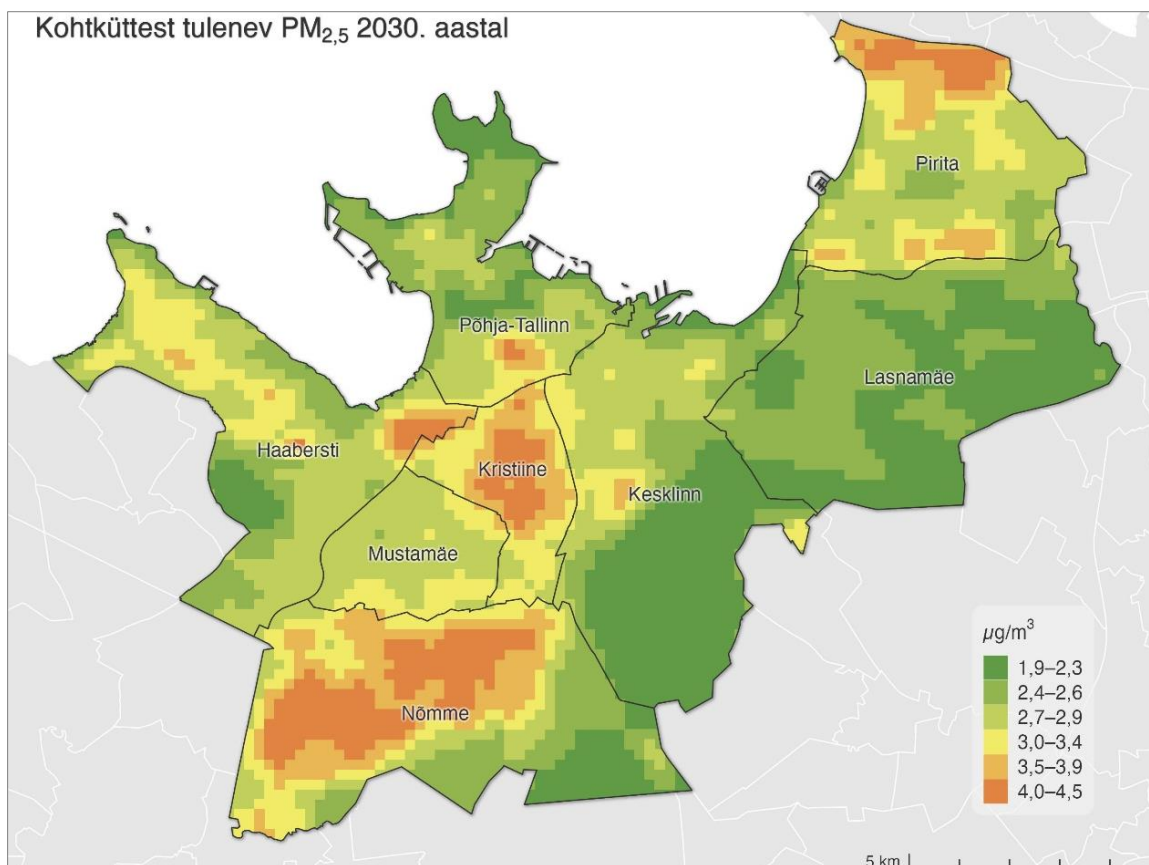 Kohtküttest tulenev PM2,5 2030. aastal
Pirita
Põhja-Tallinn
Lasnamäe
Haabersti
Kristiine
Kesklinn
Mustamäe
Nõmme
µg/m³
1,9–2,3
2,4–2,6
2,7–2,9
3,0–3,4
3,5–3,9
4,0–4,5
5 km